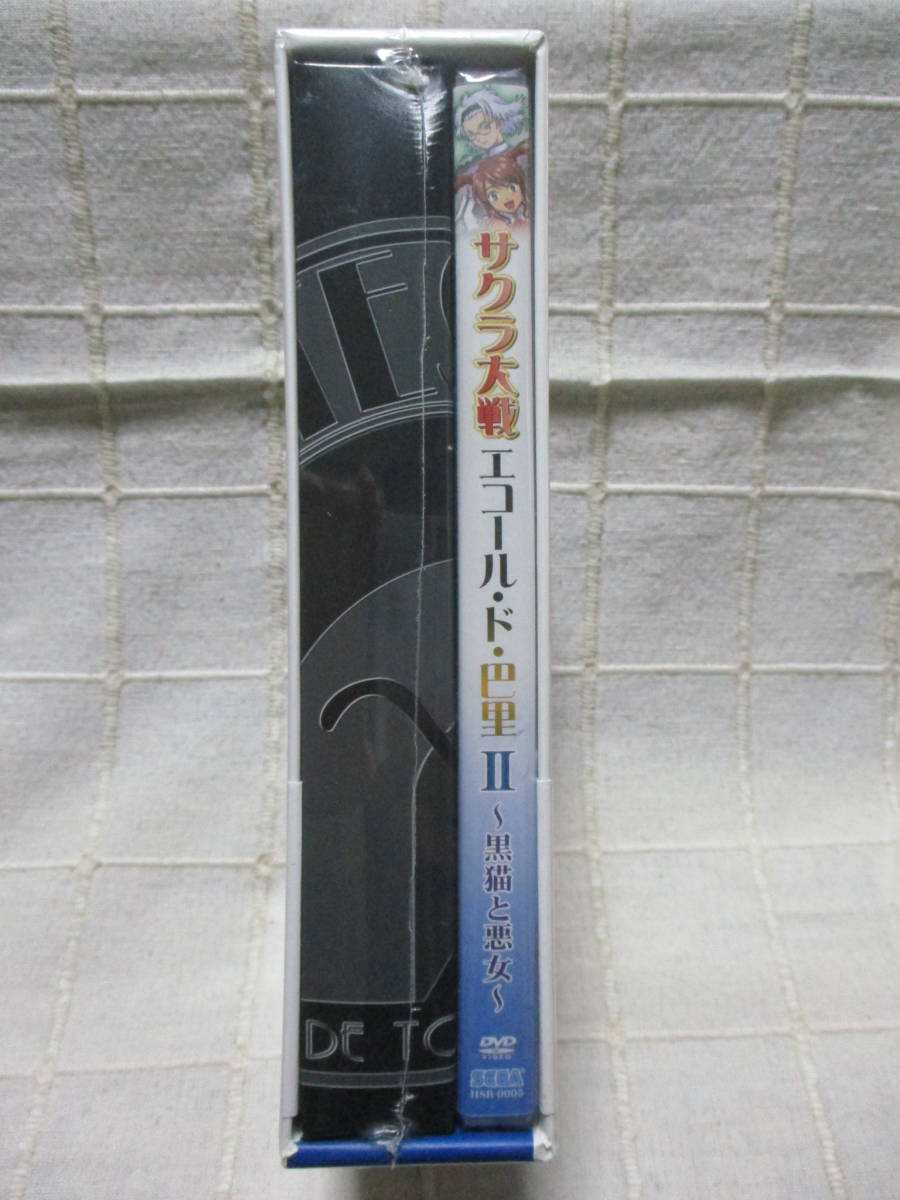 サクラ大戦
エコール・ド・巴里
II
～黒猫と悪女～
DVD
VIDEO
SEGA
HSB-0005
DE TO